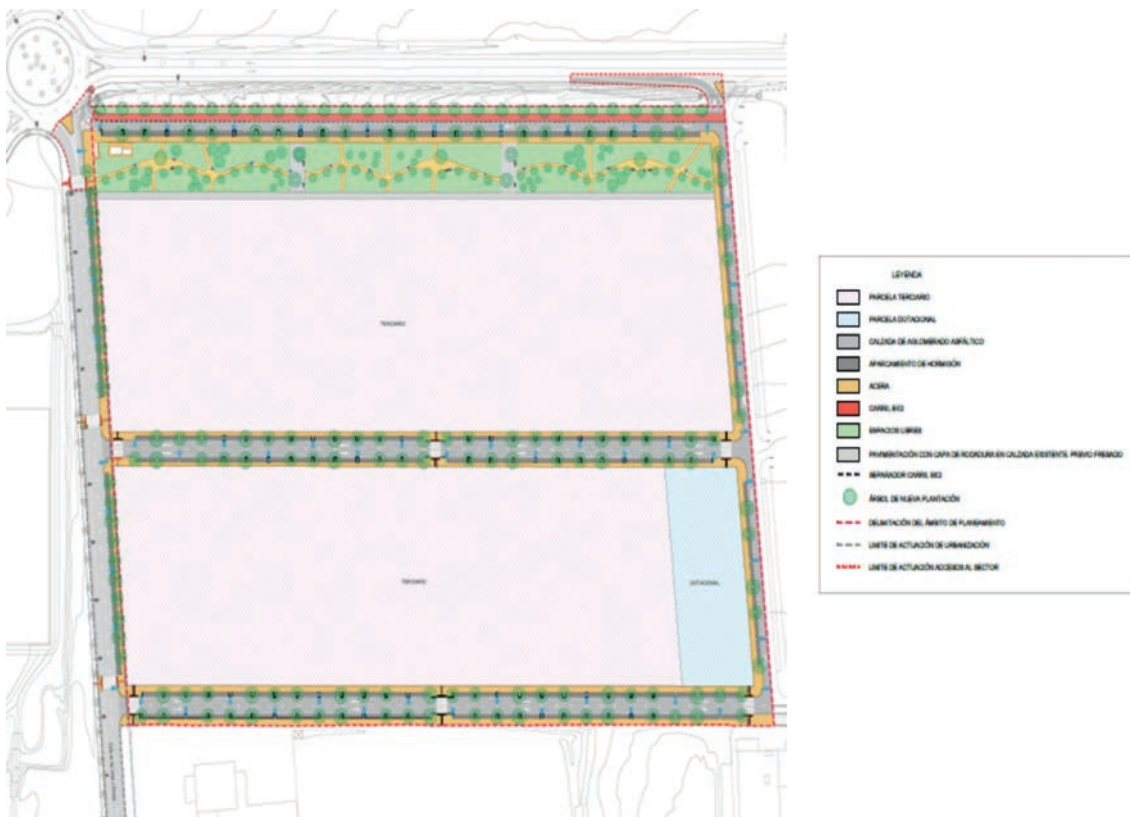 TERCIARIO
TERCIARIO
DOTACIONAL
LEYENDA
PARCELA TERCIARIO
PARCELA DOTACIONAL
CALZADA DE AGLOMERADO ASFÁLTICO
APARCAMIENTO DE HORMIGÓN
ACERA
CARRIL BICI
ESPACIOS LIBRES
PAVIMENTACIÓN CON CAPA DE RODADURA EN CALZADA EXISTENTE. PREVIO FRESADO
SEPARADOR CARRIL BICI
ÁRBOL DE NUEVA PLANTACIÓN
DELIMITACIÓN DEL ÁMBITO DE PLANEAMIENTO
LIMITE DE ACTUACIÓN DE URBANIZACIÓN
LIMITE DE ACTUACIÓN ACCESOS AL SECTOR